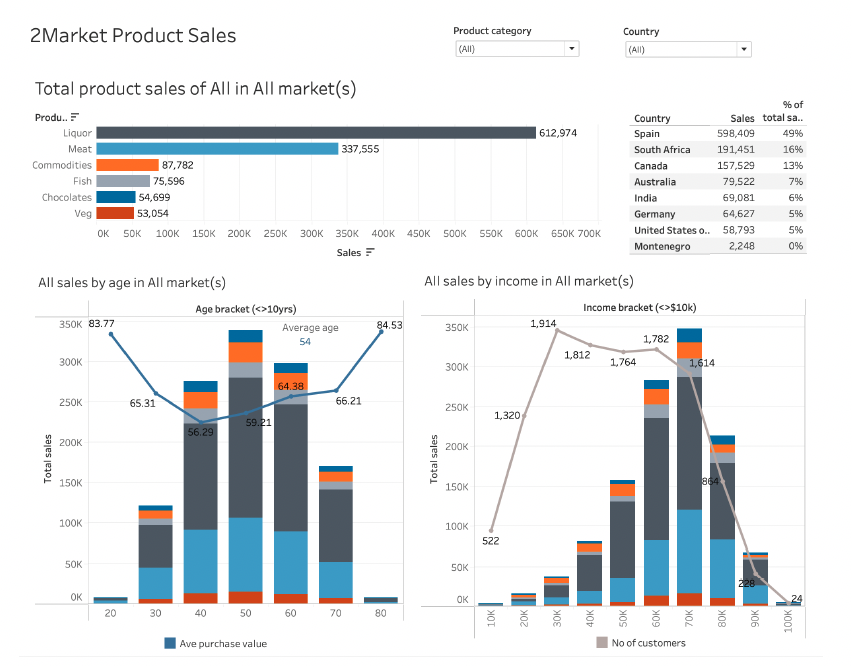 2Market Product Sales
Product category
Country
(All)
(All)
Total product sales of All in All market(s)
Produ..
Liquor 612,974
Meat 337,555
Commodities 87,782
Fish 75,596
Chocolates 54,699
Veg 53,054
0K 50K 100K 150K 200K 250K 300K 350K 400K 450K 500K 550K 600K 650K 700K
Sales
% of
Country Sales total sa..
Spain 598,409 49%
South Africa 191,451 16%
Canada 157,529 13%
Australia 79,522 7%
India 69,081 6%
Germany 64,627 5%
United States o.. 58,793 5%
Montenegro 2,248 0%
All sales by age in All market(s)
Age bracket (<>10yrs)
350K
300K
250K
200K
150K
100K
50K
0K
Total sales
83.77
65.31
56.29
59.21
64.38
66.21
84.53
Average age
54
20 30 40 50 60 70 80
Ave purchase value
All sales by income in All market(s)
Income bracket (<>$10k)
350K
300K
250K
200K
150K
100K
50K
0K
Total sales
522
1,320
1,914
1,812
1,764
1,782
1,614
864
228
24
10K 20K 30K 40K 50K 60K 70K 80K 90K 100K
No of customers